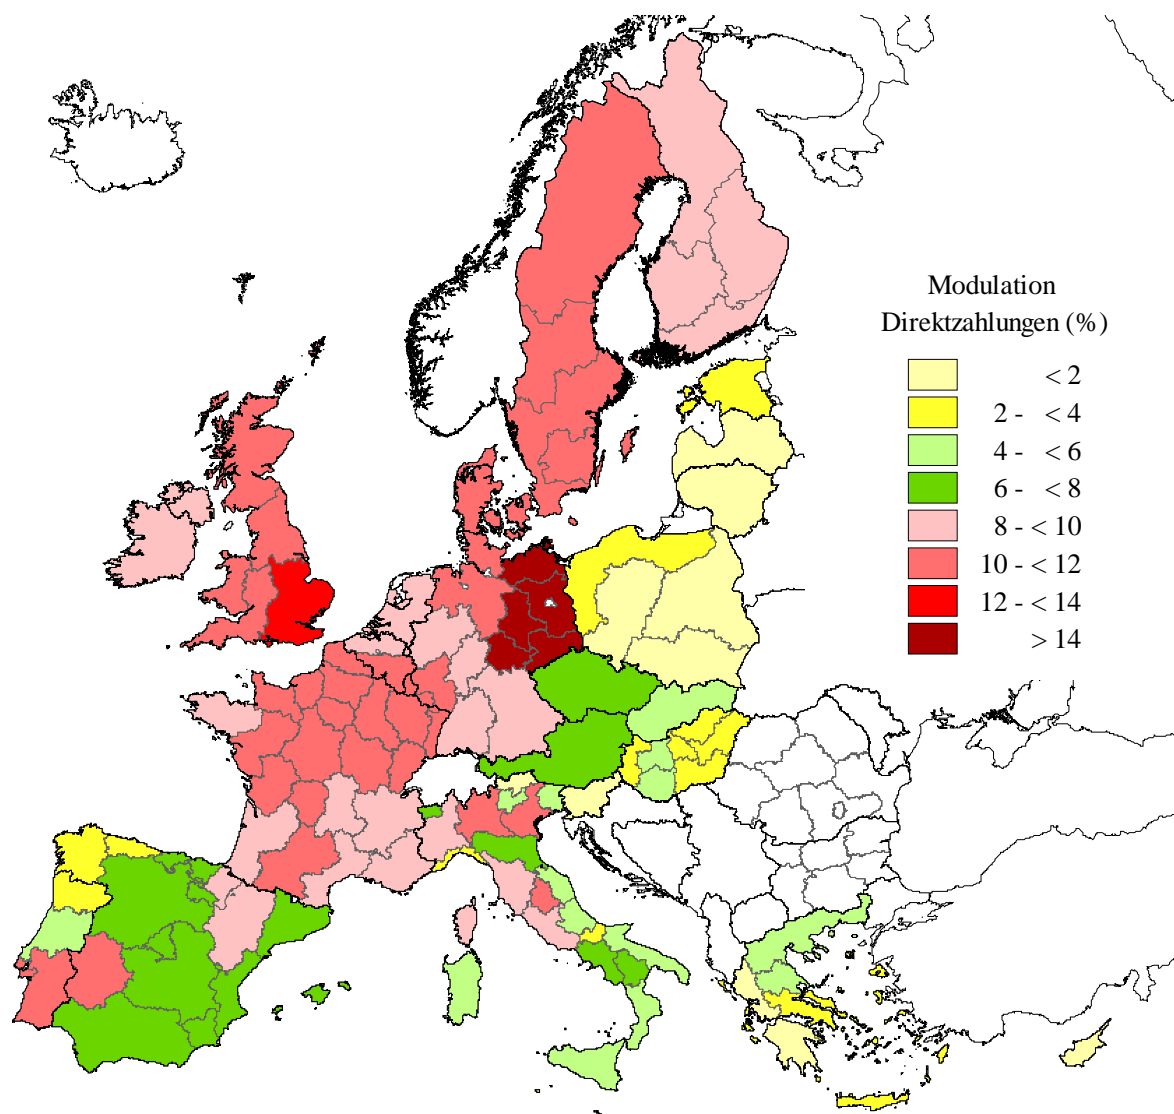 Modulation
Direktzahlungen (%)
< 2
2 - < 4
4 - < 6
6 - < 8
8 - < 10
10 - < 12
12 - < 14
> 14